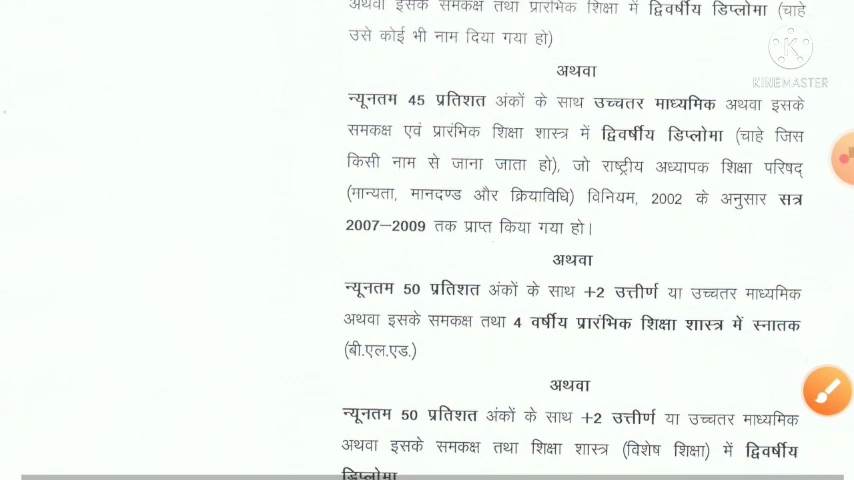 अथवा इसके समकक्ष तथा प्रारंभिक शिक्षा में द्विवर्षीय डिप्लोमा (चाहे
उसे कोई भी नाम दिया गया हो)
KINEMASTER
अथवा
न्यूनतम 45 प्रतिशत अंकों के साथ उच्चतर माध्यमिक अथवा इसके
समकक्ष एवं प्रारंभिक शिक्षा शास्त्र में द्विवर्षीय डिप्लोमा (चाहे जिस
किसी नाम से जाना जाता हो), जो राष्ट्रीय अध्यापक शिक्षा परिषद्
(मान्यता, मानदण्ड और क्रियाविधि) विनियम, 2002 के अनुसार सत्र
2007–2009 तक प्राप्त किया गया हो।
अथवा
न्यूनतम 50 प्रतिशत अंकों के साथ +2 उत्तीर्ण या उच्चतर माध्यमिक
अथवा इसके समकक्ष तथा 4 वर्षीय प्रारंभिक शिक्षा शास्त्र में स्नातक
(बी.एल.एड.)
अथवा
न्यूनतम 50 प्रतिशत अंकों के साथ +2 उत्तीर्ण या उच्चतर माध्यमिक
अथवा इसके समकक्ष तथा शिक्षा शास्त्र (विशेष शिक्षा) में द्विवर्षीय
डिप्लोमा